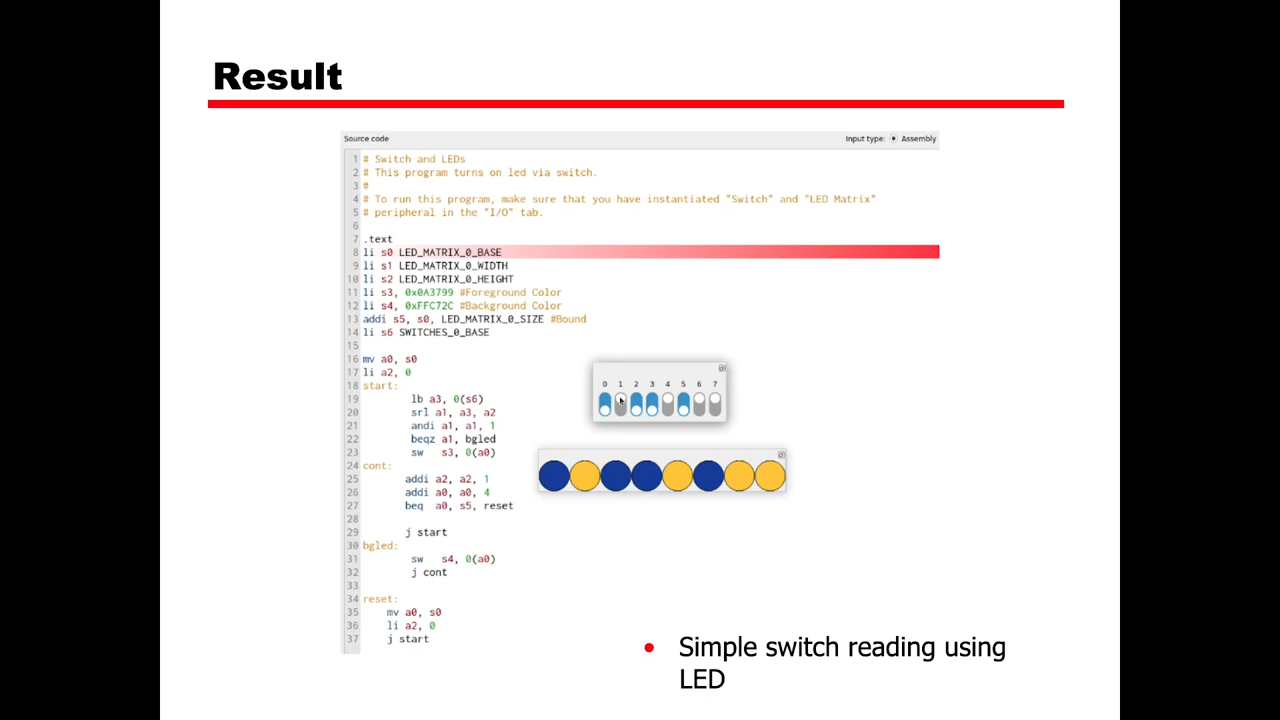 Result
Source code Input type: Assembly
1 # Switch and LEDs
2 # This program turns on led via switch.
3 #
4 # To run this program, make sure that you have instantiated "Switch" and "LED Matrix"
5 # peripheral in the "I/O" tab.
6
7 .text
8 li s0 LED_MATRIX_0_BASE
9 li s1 LED_MATRIX_0_WIDTH
10 li s2 LED_MATRIX_0_HEIGHT
11 li s3, 0x0A3799 #Foreground Color
12 li s4, 0xFFC72C #Background Color
13 addi s5, s0, LED_MATRIX_0_SIZE #Bound
14 li s6 SWITCHES_0_BASE
15
16 mv a0, s0
17 li a2, 0
18 start:
19 lb a3, 0(s6)
20 srl a1, a3, a2
21 andi a1, a1, 1
22 beqz a1, bgled
23 sw s3, 0(a0)
24 cont:
25 addi a2, a2, 1
26 addi a0, a0, 4
27 beq a0, s5, reset
28
29 j start
30 bgled:
31 sw s4, 0(a0)
32 j cont
33
34 reset:
35 mv a0, s0
36 li a2, 0
37 j start
0 1 2 3 4 5 6 7
• Simple switch reading using
LED